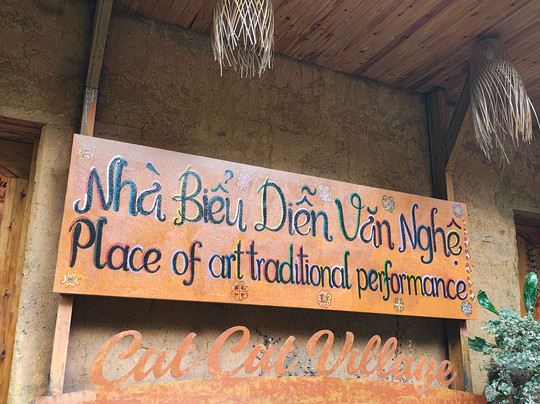 Nhà Biểu Diễn Văn Nghệ
Place of art traditional performance
Cat Cat Village